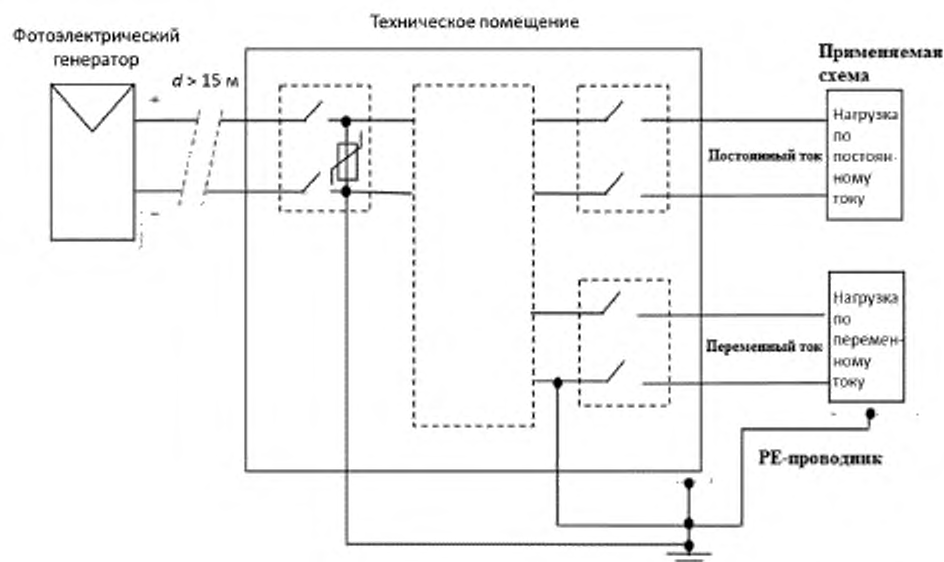 Техническое помещение
Фотоэлектрический
генератор
d > 15 м
+
−
Применяемая
схема
Нагрузка
по
постоян-
ному
току
Постоянный ток
Нагрузка
по
перемен-
ному
току
Переменный ток
PE-проводник